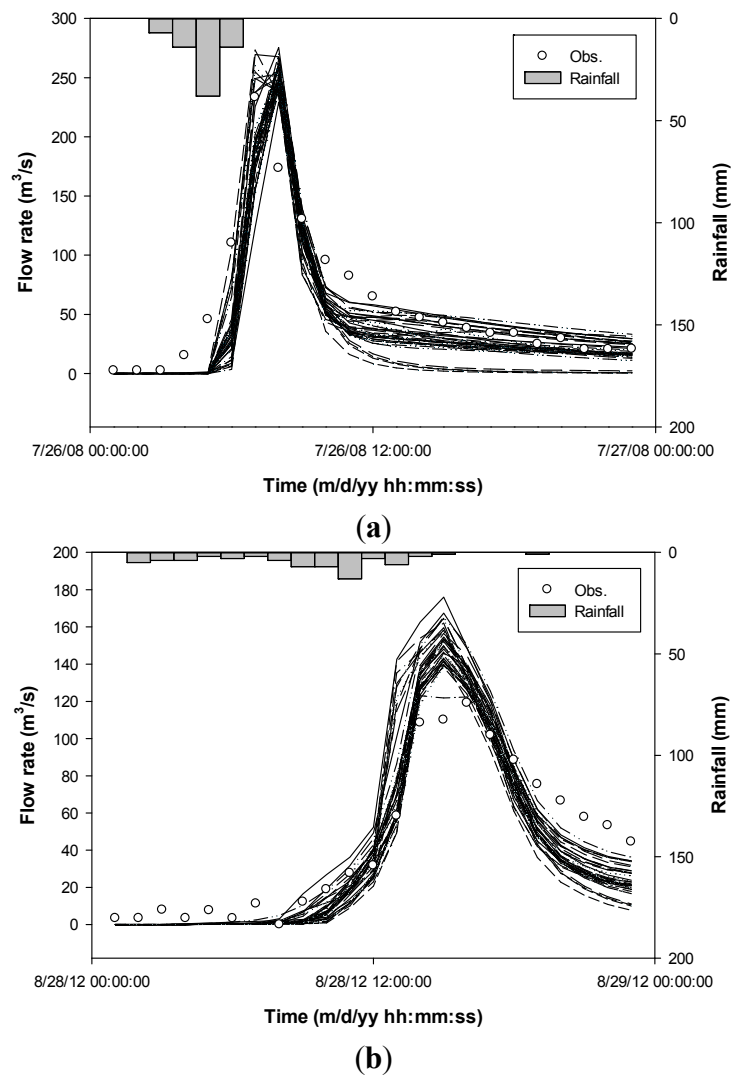 300
250
200
150
100
50
0
Flow rate (m³/s)
0
50
100
150
200
Rainfall (mm)
Obs.
Rainfall
7/26/08 00:00:00
7/26/08 12:00:00
7/27/08 00:00:00
Time (m/d/yy hh:mm:ss)
(a)
200
180
160
140
120
100
80
60
40
20
0
Flow rate (m³/s)
0
50
100
150
200
Rainfall (mm)
Obs.
Rainfall
8/28/12 00:00:00
8/28/12 12:00:00
8/29/12 00:00:00
Time (m/d/yy hh:mm:ss)
(b)